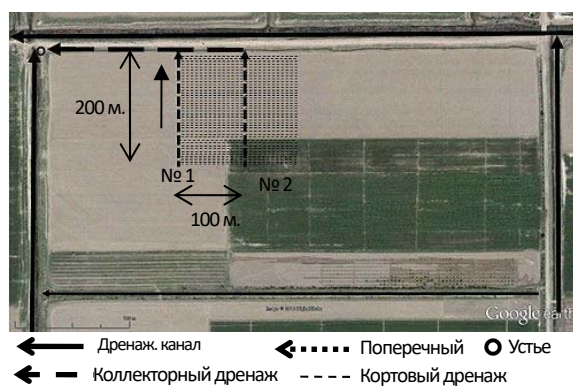 200 м.
№ 1
№ 2
100 м.
Google earth
Дренаж. канал
Поперечный
Устье
Коллекторный дренаж
Кортовый дренаж